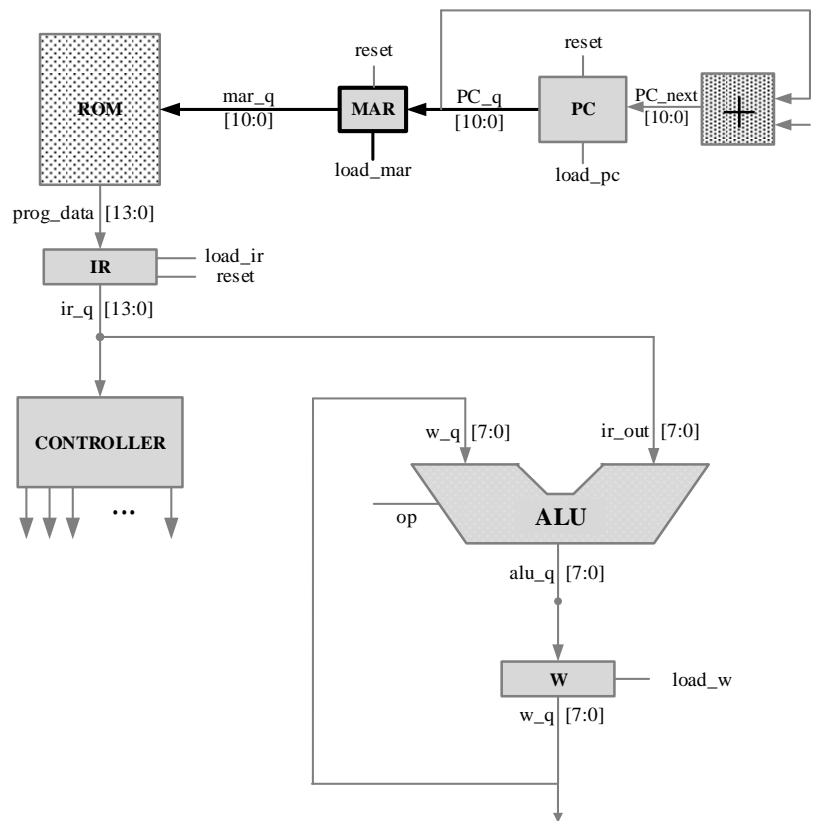 reset
reset
ROM
mar_q
[10:0]
MAR
PC_q
[10:0]
PC
PC_next
[10:0]
+
load_mar
load_pc
prog_data [13:0]
IR
load_ir
reset
ir_q [13:0]
CONTROLLER
...
w_q [7:0]
ir_out [7:0]
op
ALU
alu_q [7:0]
W
load_w
w_q [7:0]